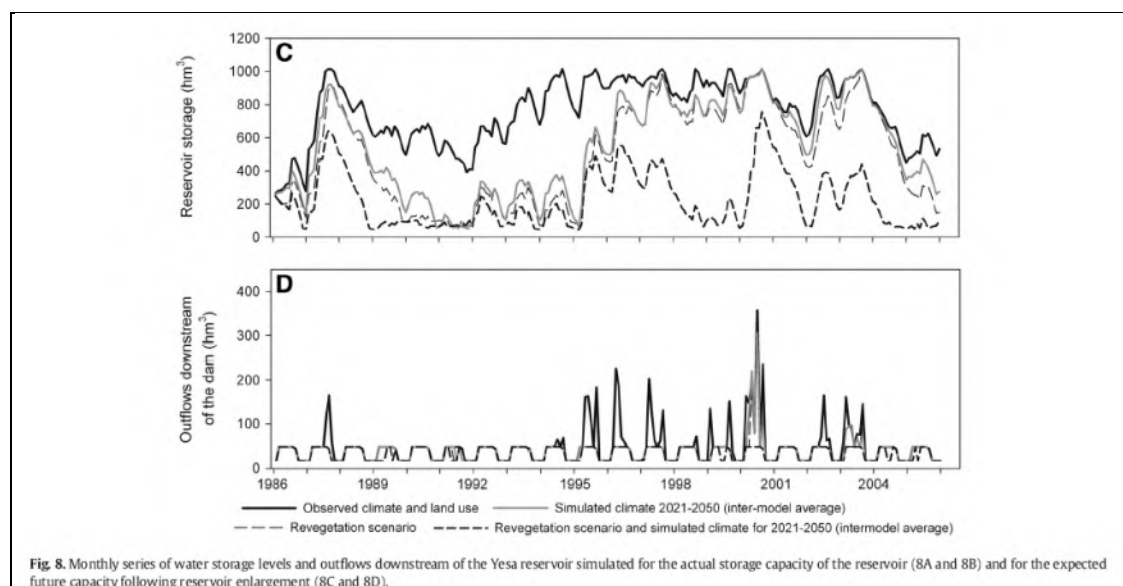 C
1200
1000
800
600
400
200
0
Reservoir storage (hm³)
D
400
300
200
100
0
Outflows downstream
of the dam (hm³)
1986 1989 1992 1995 1998 2001 2004
Observed climate and land use Simulated climate 2021-2050 (inter-model average)
Revegetation scenario Revegetation scenario and simulated climate for 2021-2050 (intermodel average)
Fig. 8. Monthly series of water storage levels and outflows downstream of the Yesa reservoir simulated for the actual storage capacity of the reservoir (8A and 8B) and for the expected
future capacity following reservoir enlargement (8C and 8D).